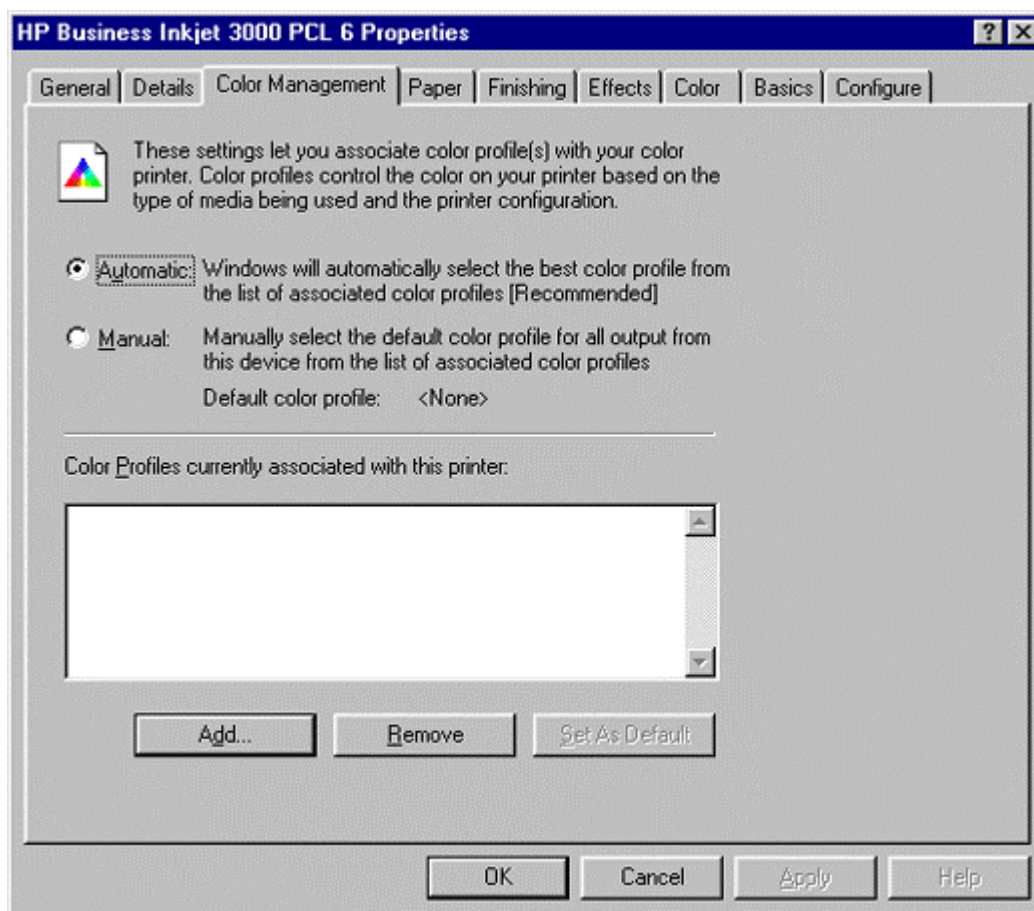 HP Business Inkjet 3000 PCL 6 Properties
General Details Color Management Paper Finishing Effects Color Basics Configure
These settings let you associate color profile(s) with your color
printer. Color profiles control the color on your printer based on the
type of media being used and the printer configuration.
Automatic: Windows will automatically select the best color profile from
the list of associated color profiles [Recommended]
Manual: Manually select the default color profile for all output from
this device from the list of associated color profiles
Default color profile: <None>
Color Profiles currently associated with this printer:
Add... Remove Set As Default
OK Cancel Apply Help